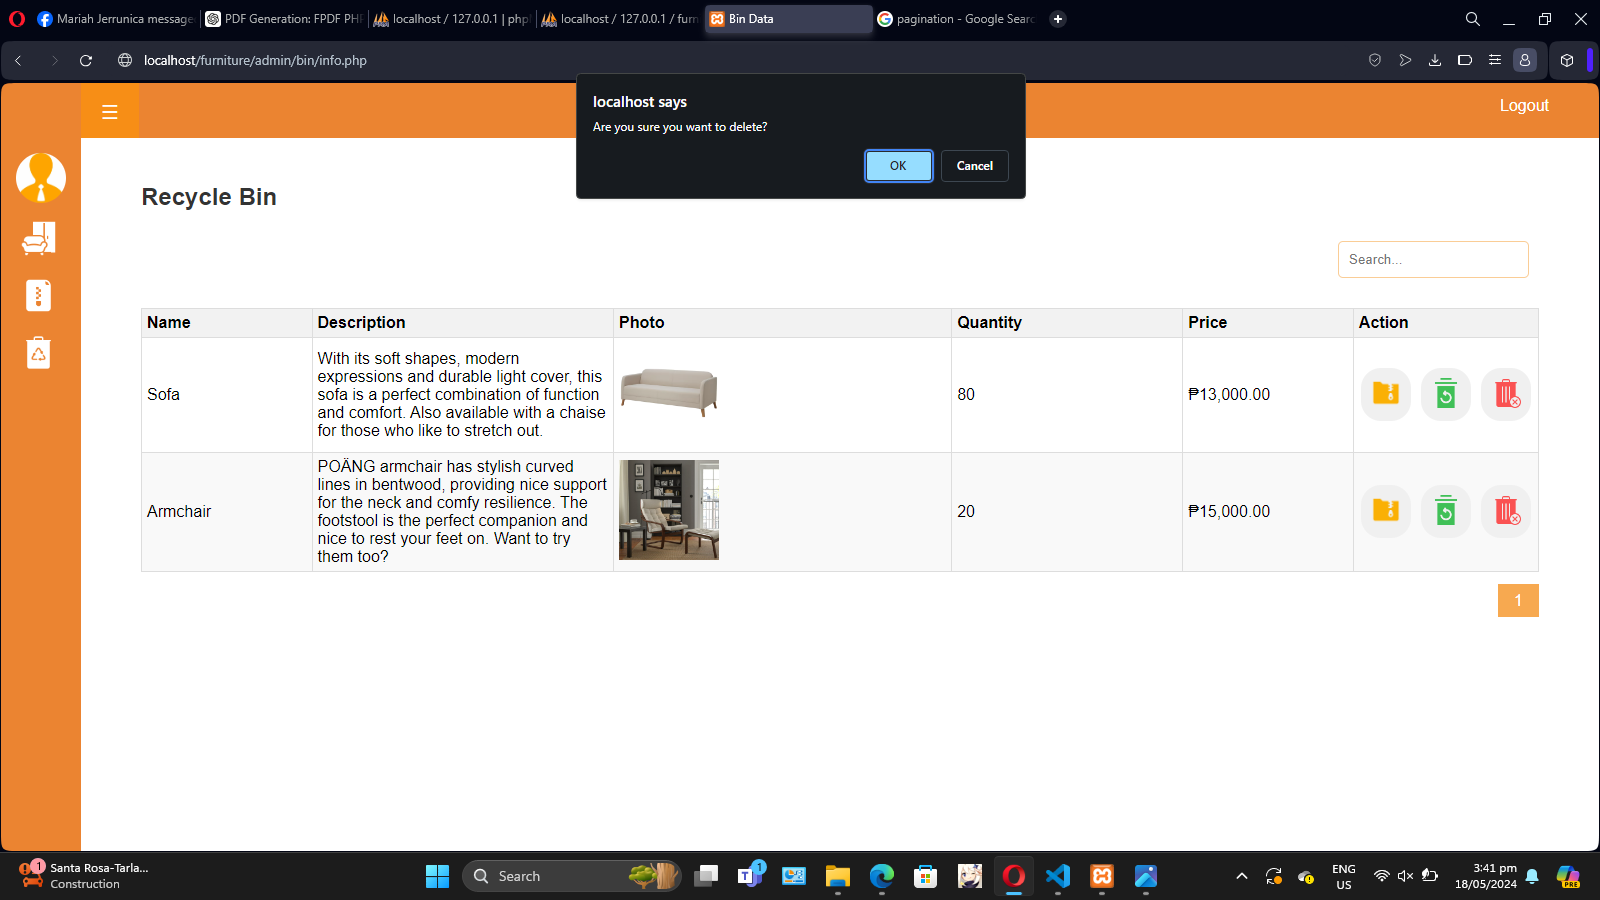 Mariah Jerrunica message
PDF Generation: FPDF PHP
localhost / 127.0.0.1 | php
localhost / 127.0.0.1 / furn
Bin Data
pagination - Google Searc
localhost/furniture/admin/bin/info.php
localhost says
Are you sure you want to delete?
OK
Cancel
Logout
Recycle Bin
Search...
Name Description Photo Quantity Price Action
Sofa
With its soft shapes, modern
expressions and durable light cover, this
sofa is a perfect combination of function
and comfort. Also available with a chaise
for those who like to stretch out.
80
₱13,000.00
Armchair
POÄNG armchair has stylish curved
lines in bentwood, providing nice support
for the neck and comfy resilience. The
footstool is the perfect companion and
nice to rest your feet on. Want to try
them too?
20
₱15,000.00
1
1
Santa Rosa-Tarla...
Construction
Search
1
ENG
US
3:41 pm
18/05/2024
PRE